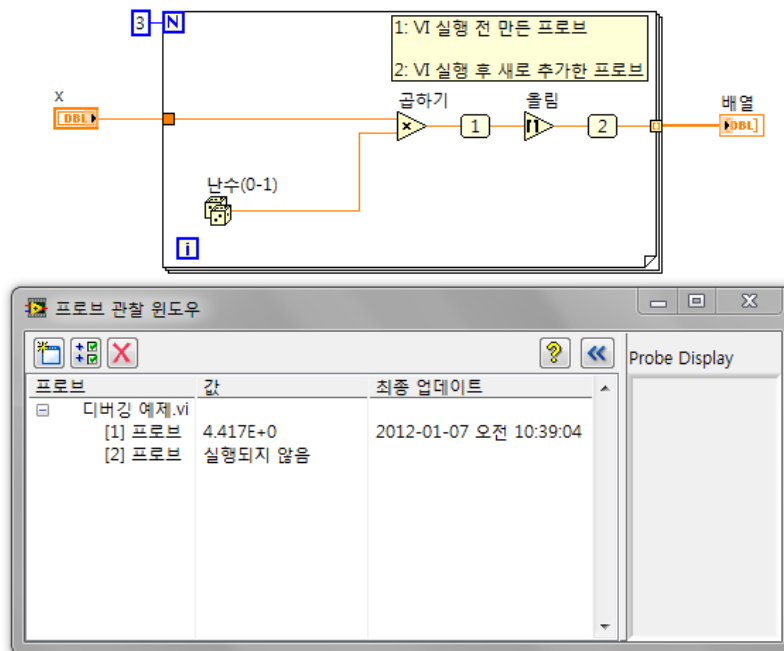 3
N
1: VI 실행 전 만든 프로브
2: VI 실행 후 새로 추가한 프로브
X
DBL
곱하기
올림
배열
×
1
2
DBL]
난수(0-1)
i
프로브 관찰 윈도우
?
Probe Display
프로브 값 최종 업데이트
디버깅 예제.vi
[1] 프로브 4.417E+0 2012-01-07 오전 10:39:04
[2] 프로브 실행되지 않음